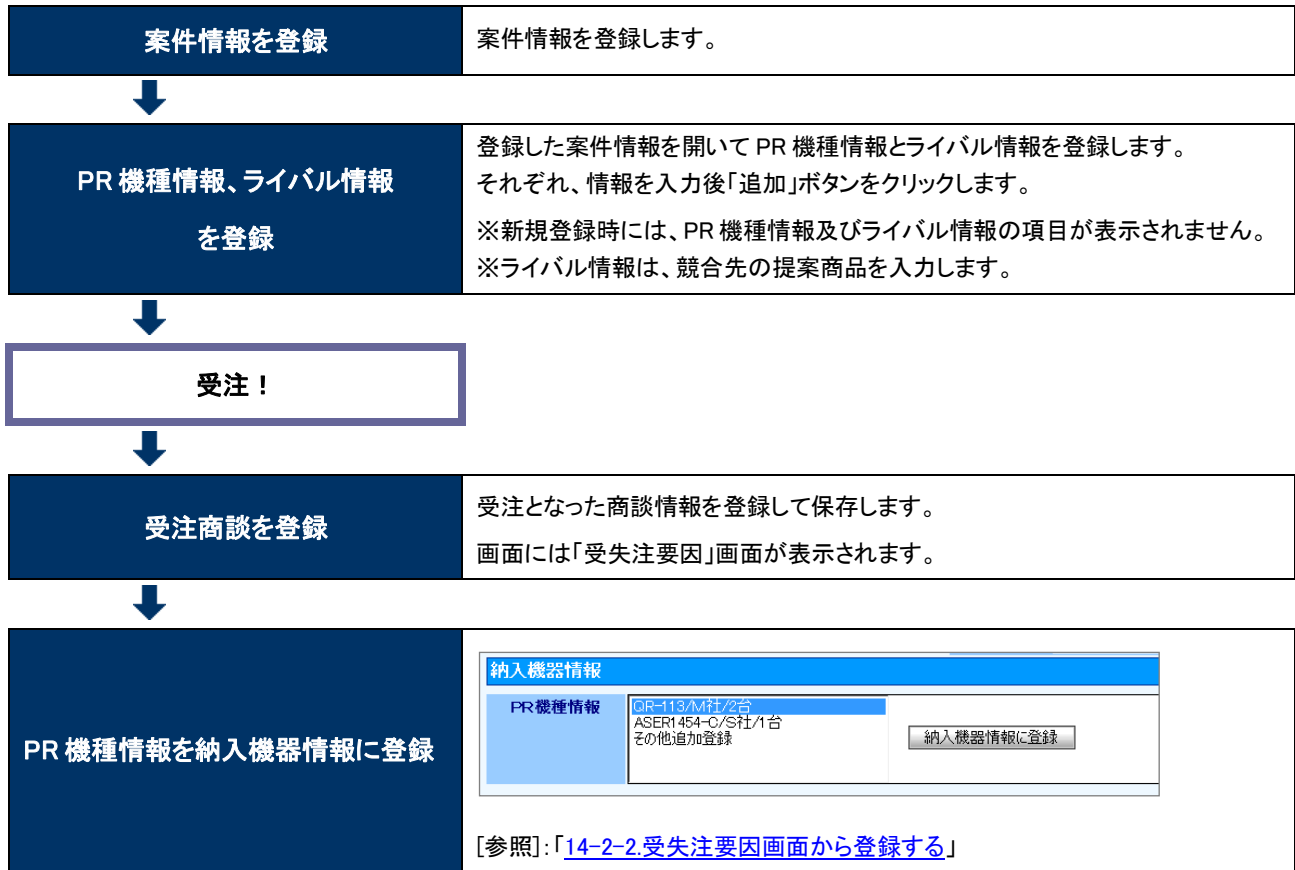 案件情報を登録
案件情報を登録します。
PR 機種情報、ライバル情報
を登録
登録した案件情報を開いて PR 機種情報とライバル情報を登録します。
それぞれ、情報を入力後「追加」ボタンをクリックします。
※新規登録時には、PR 機種情報及びライバル情報の項目が表示されません。
※ライバル情報は、競合先の提案商品を入力します。
受注！
受注商談を登録
受注となった商談情報を登録して保存します。
画面には「受失注要因」画面が表示されます。
PR 機種情報を納入機器情報に登録
納入機器情報
PR機種情報
QR-113/M社/2台
ASER1454-C/S社/1台
その他追加登録
納入機器情報に登録
[参照]：「14-2-2.受失注要因画面から登録する」